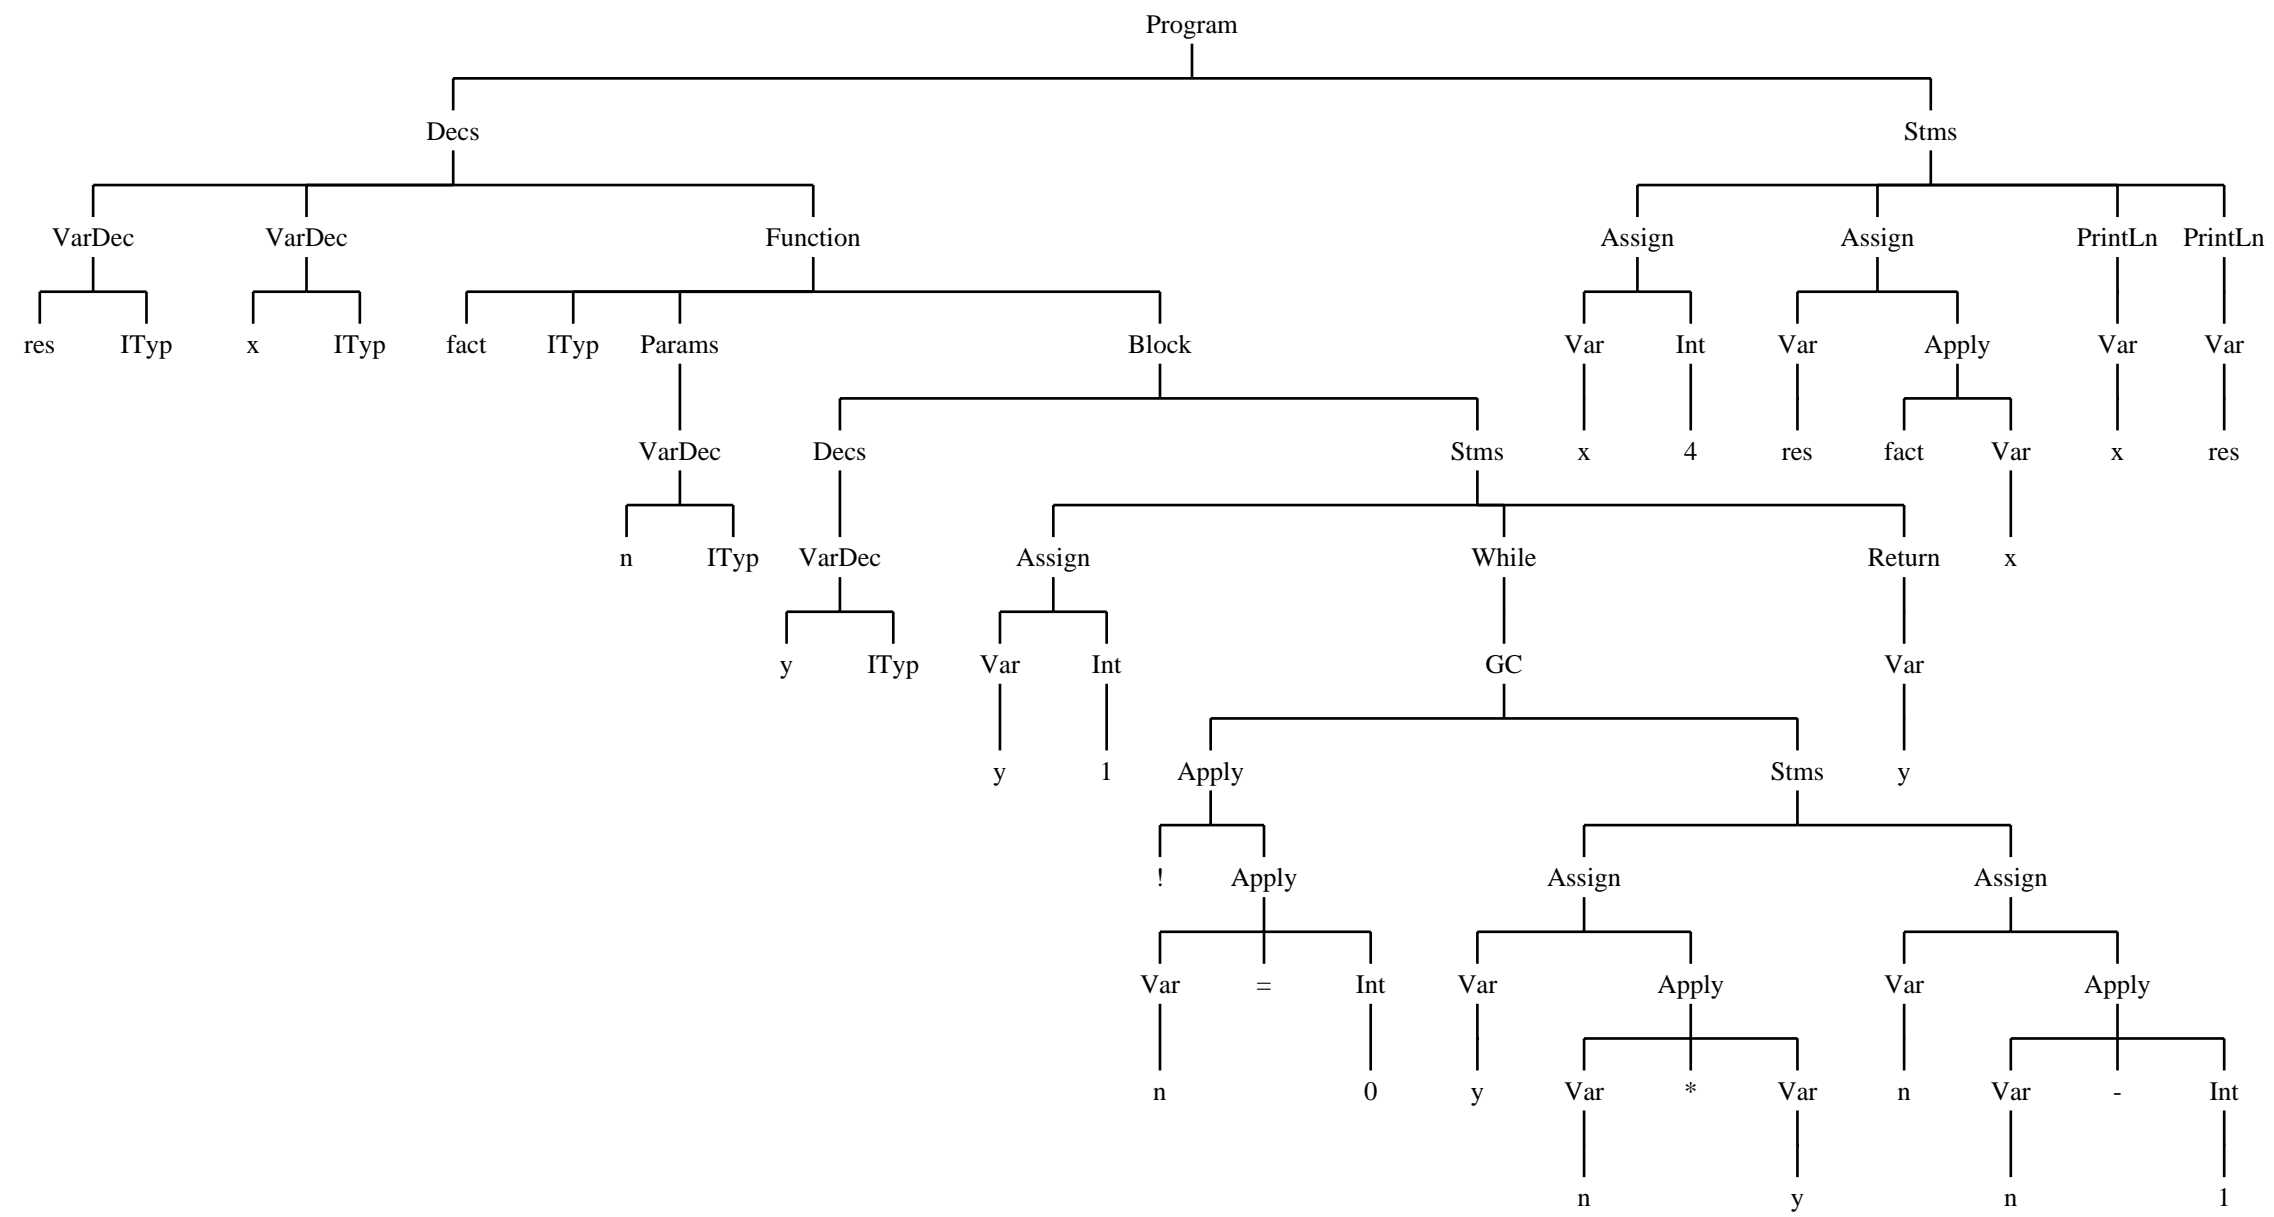 Program
Decs Stms
VarDec VarDec Function Assign Assign PrintLn PrintLn
res ITyp x ITyp fact ITyp Params Block Var Int Var Apply Var Var
VarDec Decs Stms x 4 res fact Var x res
n ITyp VarDec Assign While Return x
y ITyp Var Int GC Var
y 1 Apply Stms y
! Apply Assign Assign
Var = Int Var Apply Var Apply
n 0 y Var * Var n Var - Int
n y n 1